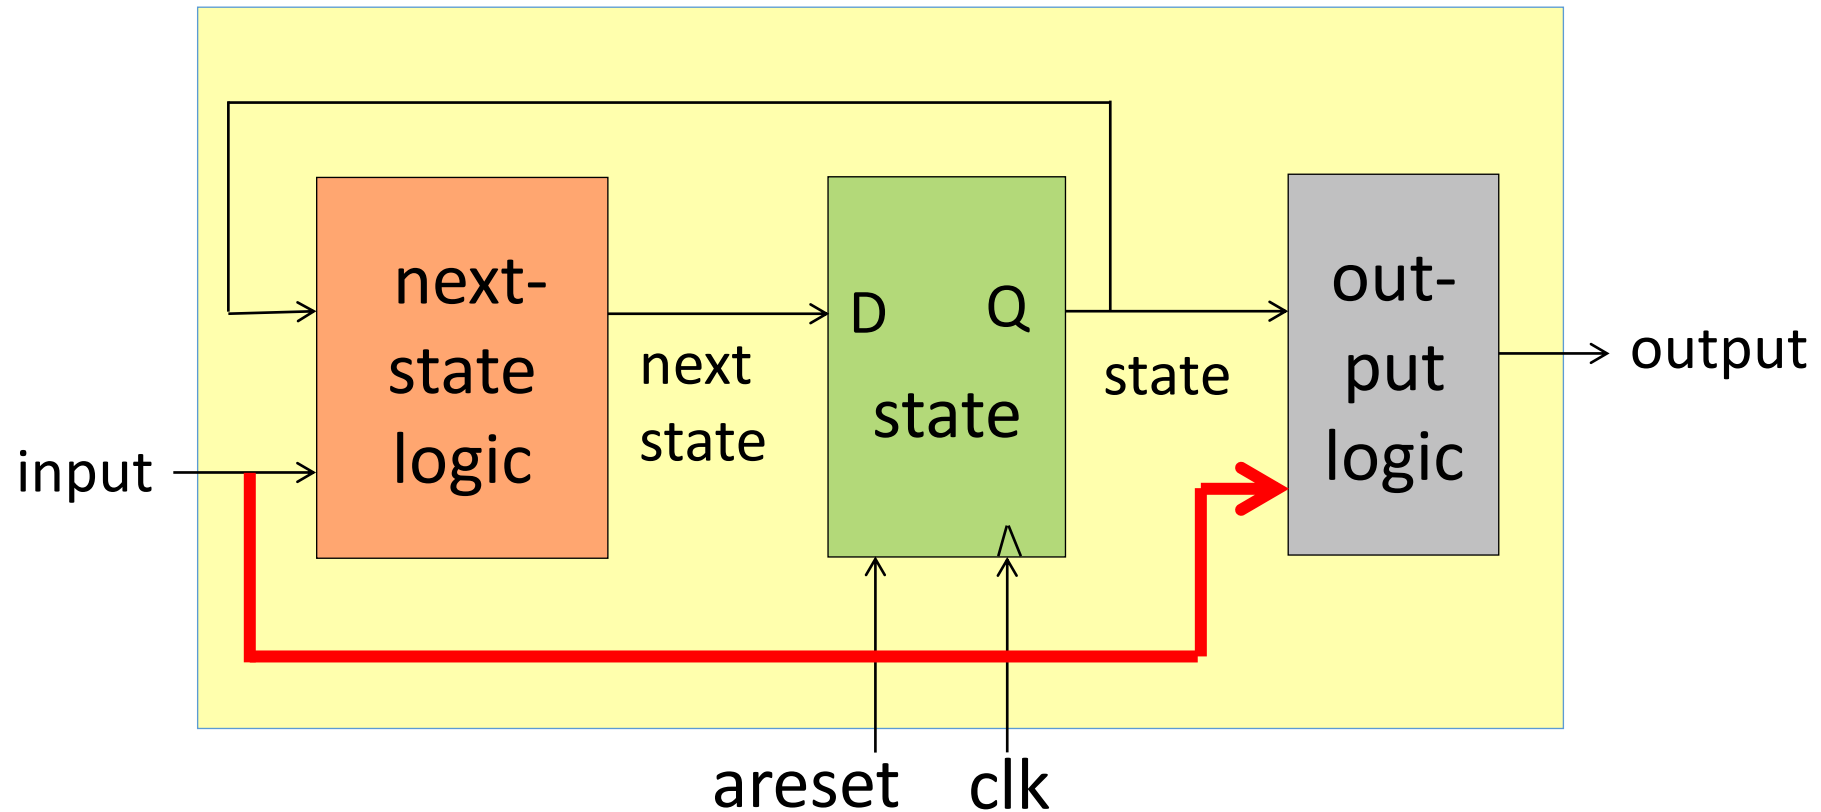 input
next-
state
logic
next
state
D
Q
state
state
out-
put
logic
output
areset
clk